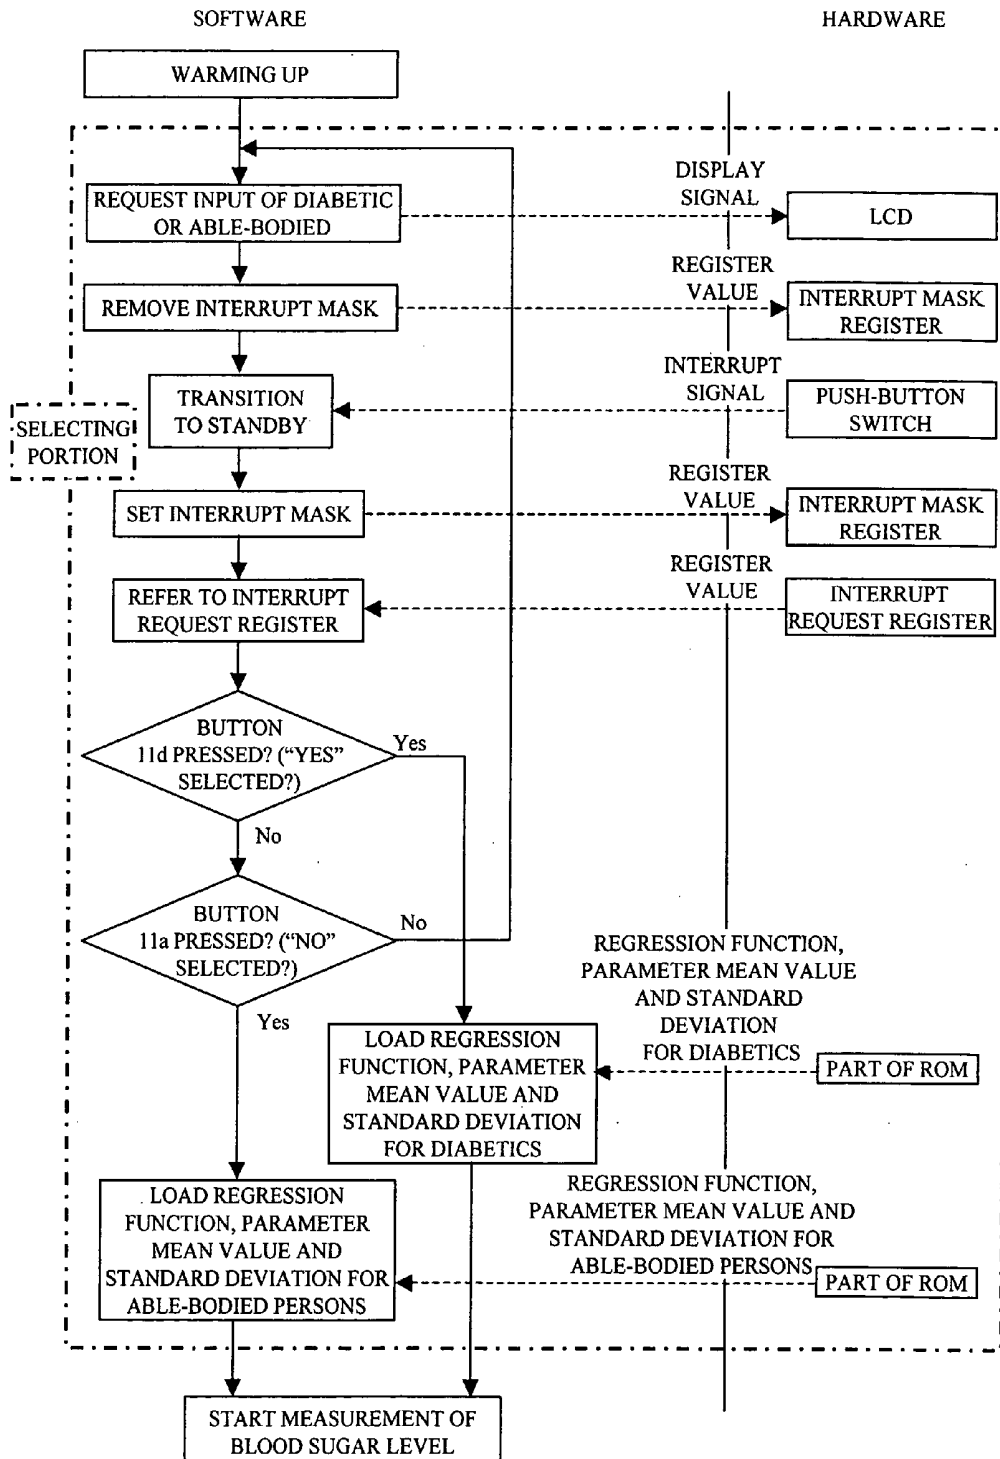 SOFTWARE
HARDWARE
WARMING UP
REQUEST INPUT OF DIABETIC
OR ABLE-BODIED
DISPLAY
SIGNAL
LCD
REMOVE INTERRUPT MASK
REGISTER
VALUE
INTERRUPT MASK
REGISTER
TRANSITION
TO STANDBY
INTERRUPT
SIGNAL
PUSH-BUTTON
SWITCH
SELECTING
PORTION
SET INTERRUPT MASK
REGISTER
VALUE
INTERRUPT MASK
REGISTER
REFER TO INTERRUPT
REQUEST REGISTER
REGISTER
VALUE
INTERRUPT
REQUEST REGISTER
BUTTON
11d PRESSED? ("YES"
SELECTED?)
Yes
No
BUTTON
11a PRESSED? ("NO"
SELECTED?)
No
Yes
REGRESSION FUNCTION,
PARAMETER MEAN VALUE
AND STANDARD
DEVIATION
FOR DIABETICS
LOAD REGRESSION
FUNCTION, PARAMETER
MEAN VALUE AND
STANDARD DEVIATION
FOR DIABETICS
PART OF ROM
LOAD REGRESSION
FUNCTION, PARAMETER
MEAN VALUE AND
STANDARD DEVIATION FOR
ABLE-BODIED PERSONS
REGRESSION FUNCTION,
PARAMETER MEAN VALUE AND
STANDARD DEVIATION FOR
ABLE-BODIED PERSONS
PART OF ROM
START MEASUREMENT OF
BLOOD SUGAR LEVEL